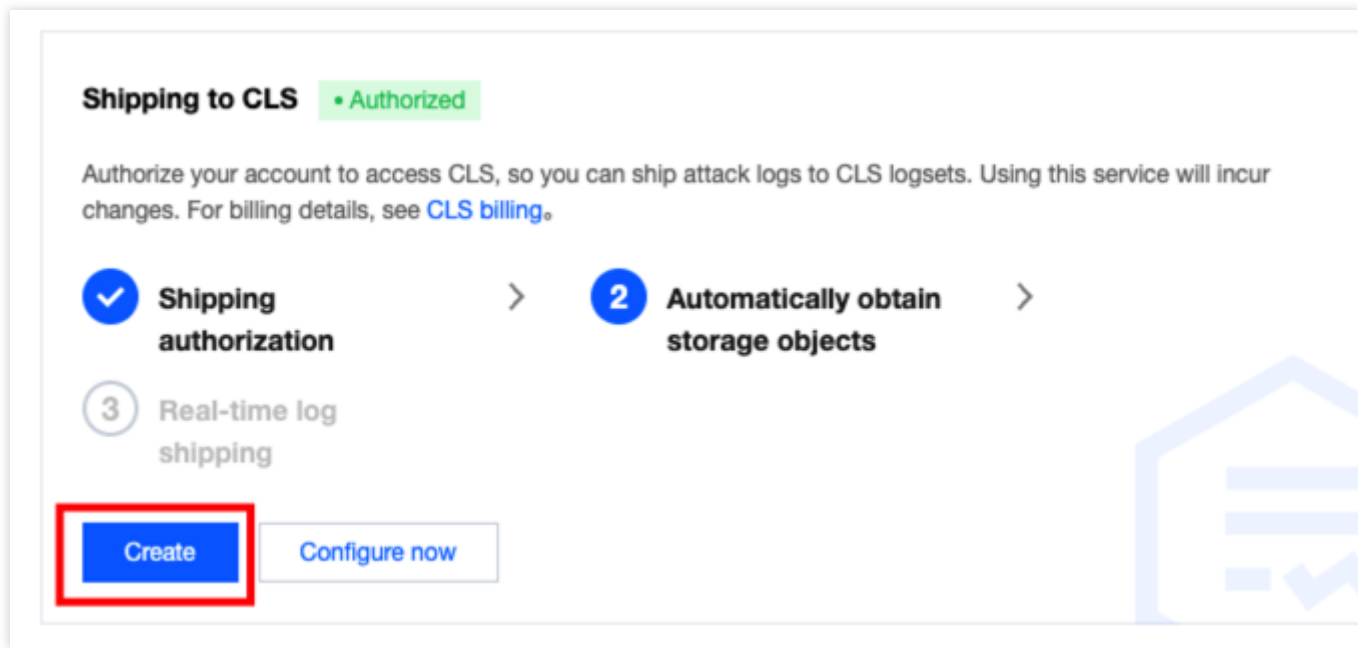 Shipping to CLS • Authorized
Authorize your account to access CLS, so you can ship attack logs to CLS logsets. Using this service will incur
changes. For billing details, see CLS billing。
Shipping
authorization
2 Automatically obtain
storage objects
3 Real-time log
shipping
Create Configure now